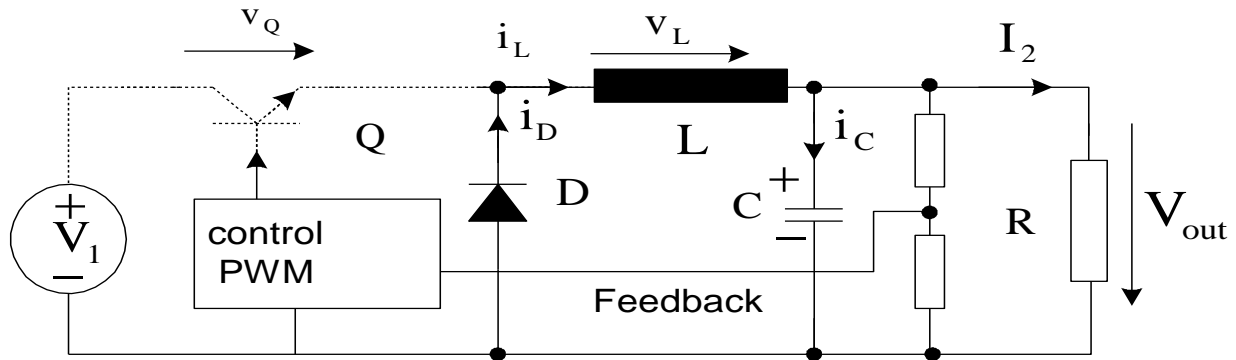 v_Q
i_L
v_L
I_2
Q
i_D
D
L
i_C
+
C
−
R
V_out
+
V_1
−
control
PWM
Feedback